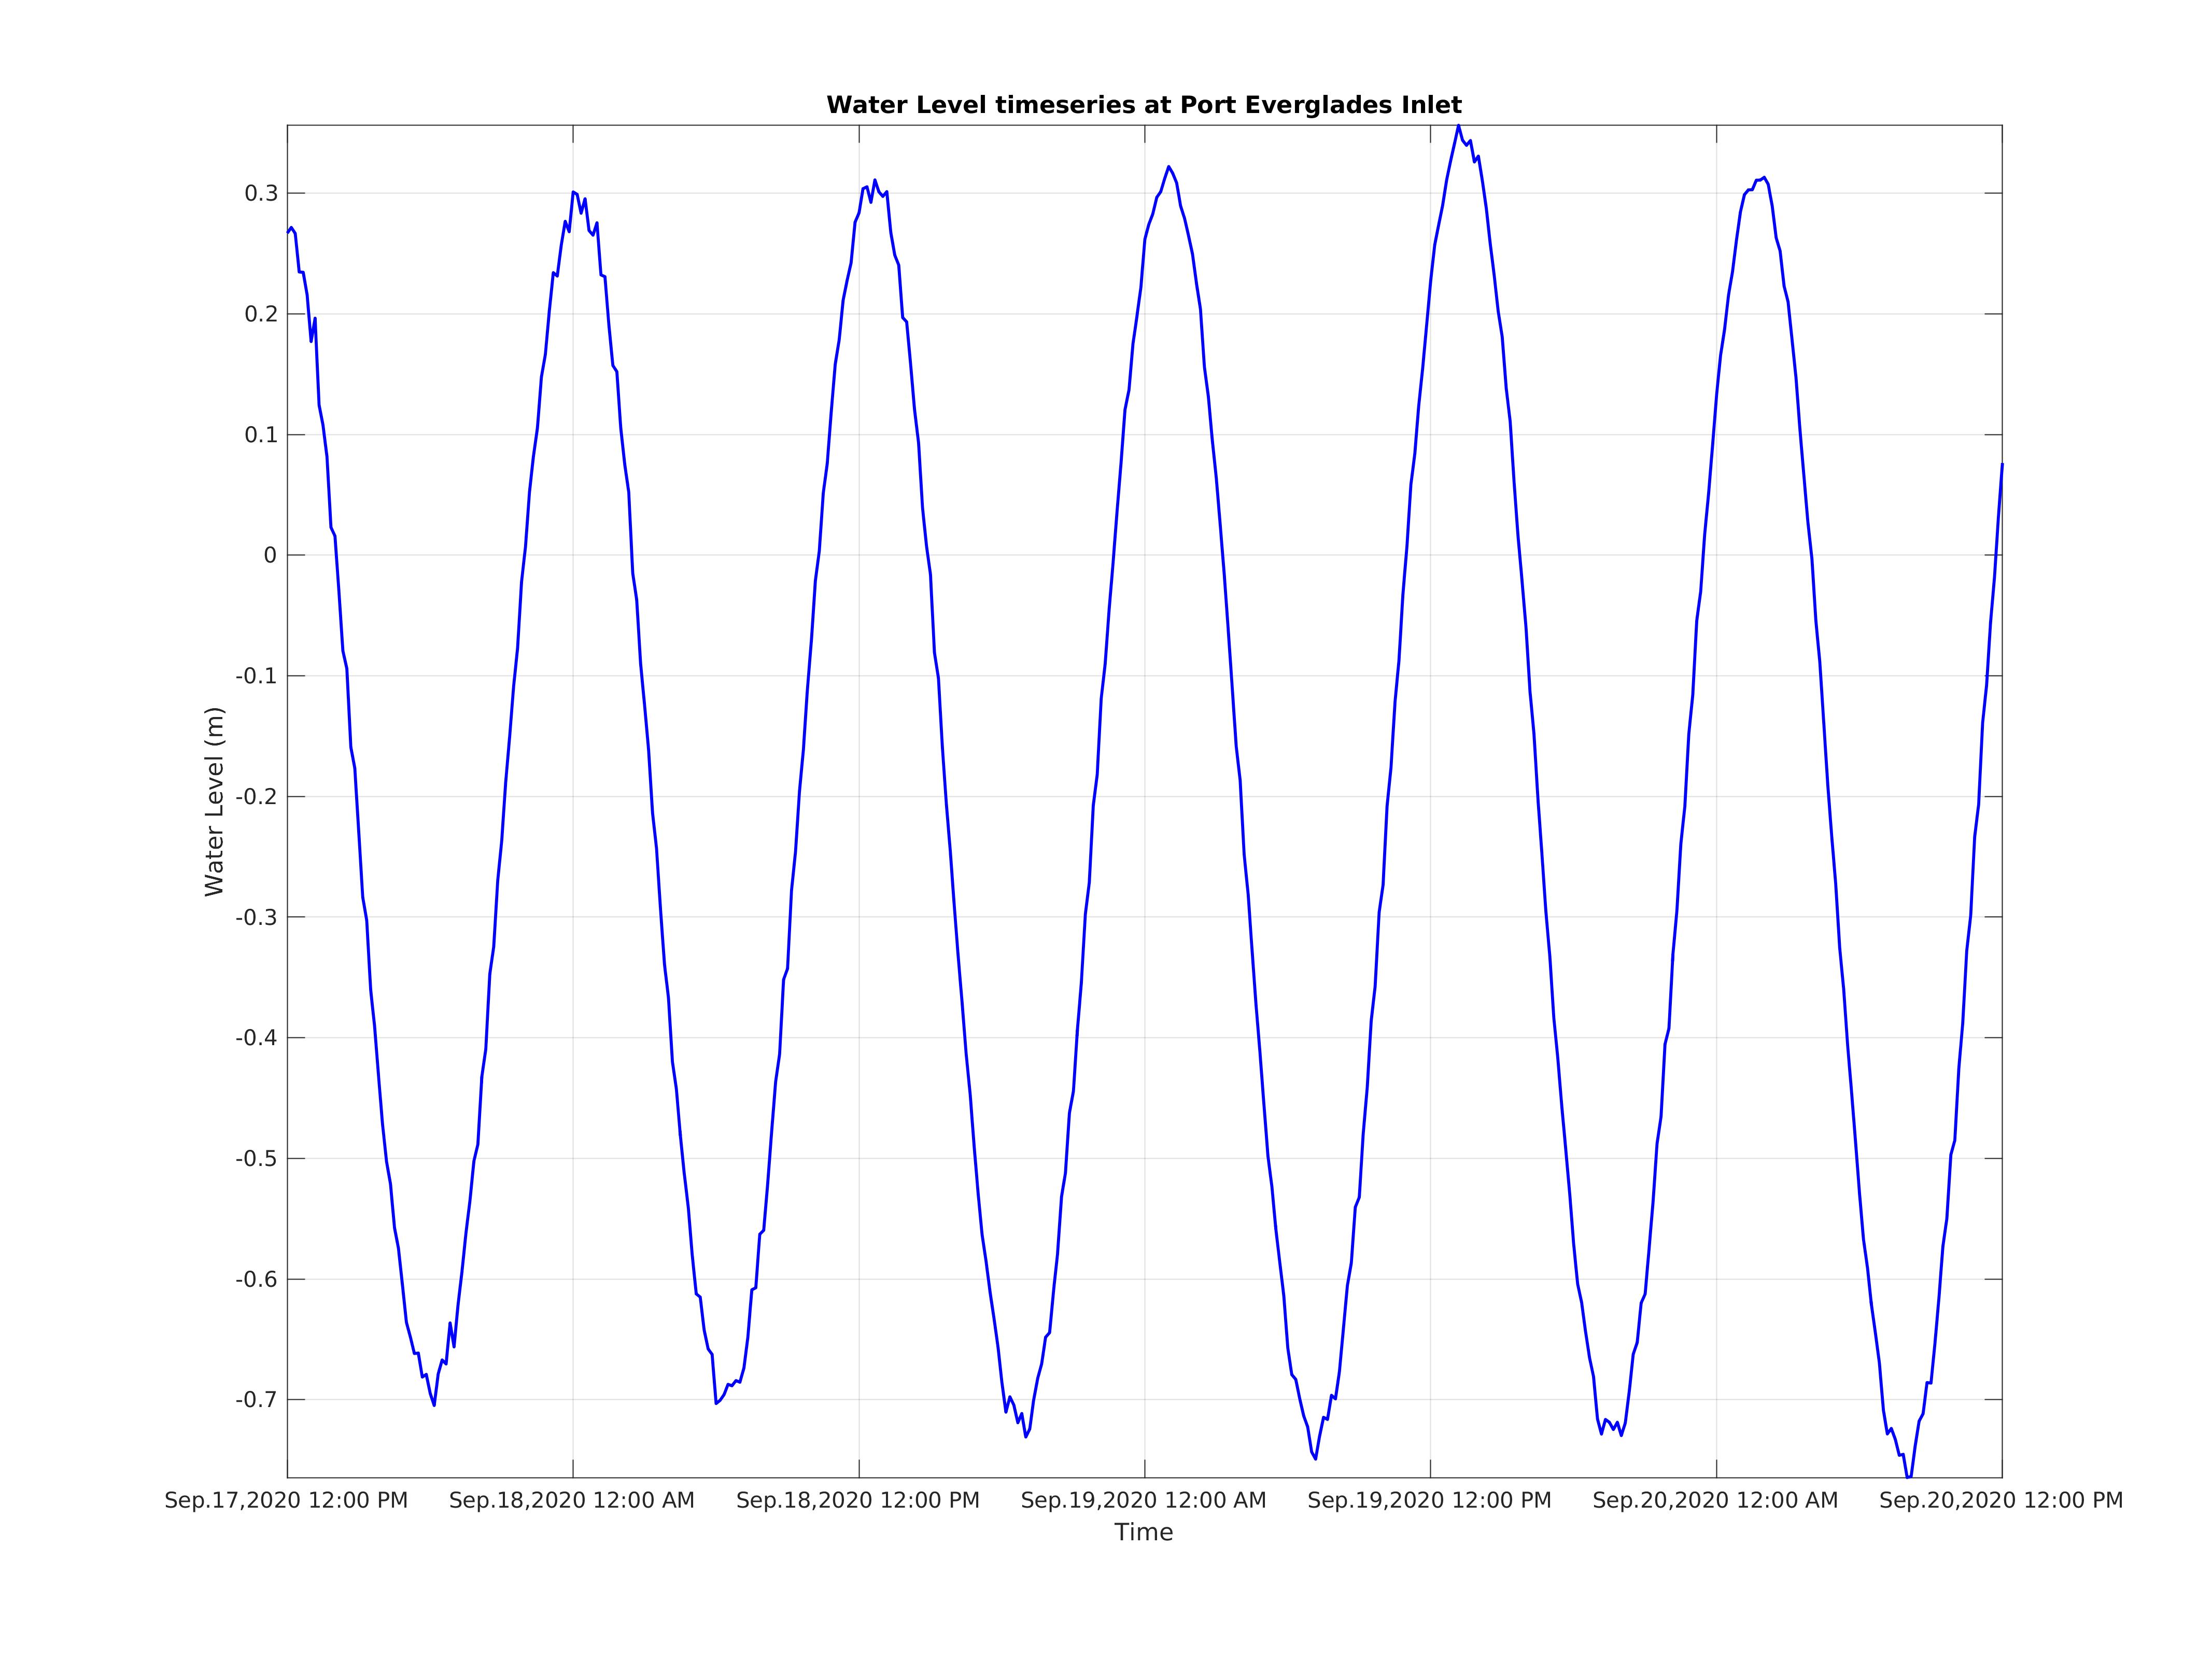 Water Level timeseries at Port Everglades Inlet
0.3
0.2
0.1
0
-0.1
-0.2
-0.3
-0.4
-0.5
-0.6
-0.7
Water Level (m)
Sep.17,2020 12:00 PM
Sep.18,2020 12:00 AM
Sep.18,2020 12:00 PM
Sep.19,2020 12:00 AM
Sep.19,2020 12:00 PM
Sep.20,2020 12:00 AM
Sep.20,2020 12:00 PM
Time